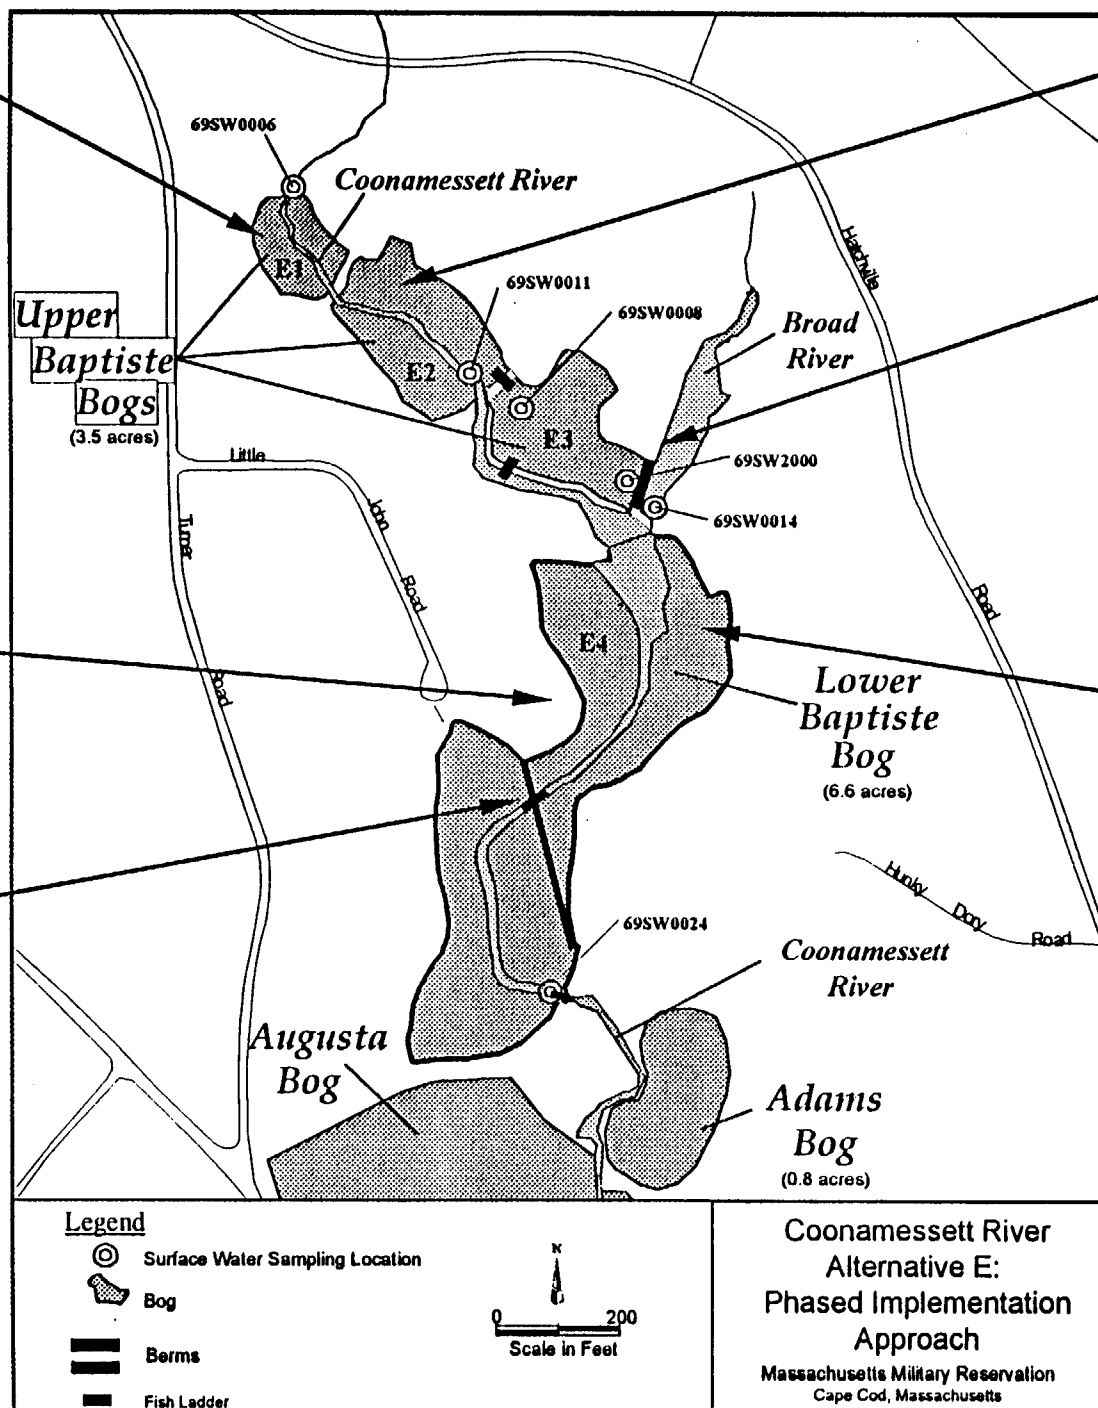 69SW0006
Coonamessett River
E1
69SW0011
69SW0008
Hatchville
Upper
Baptiste
Bogs
(3.5 acres)
Broad
River
E2
E3
Little
69SW2000
John
69SW0014
Turner
Road
Road
E4
Road
Lower
Baptiste
Bog
(6.6 acres)
Hunky
Dory
Road
69SW0024
Coonamessett
River
Augusta
Bog
Adams
Bog
(0.8 acres)
Legend
Surface Water Sampling Location
Bog
Berms
Fish Ladder
N
0 200
Scale in Feet
Coonamessett River
Alternative E:
Phased Implementation
Approach
Massachusetts Military Reservation
Cape Cod, Massachusetts